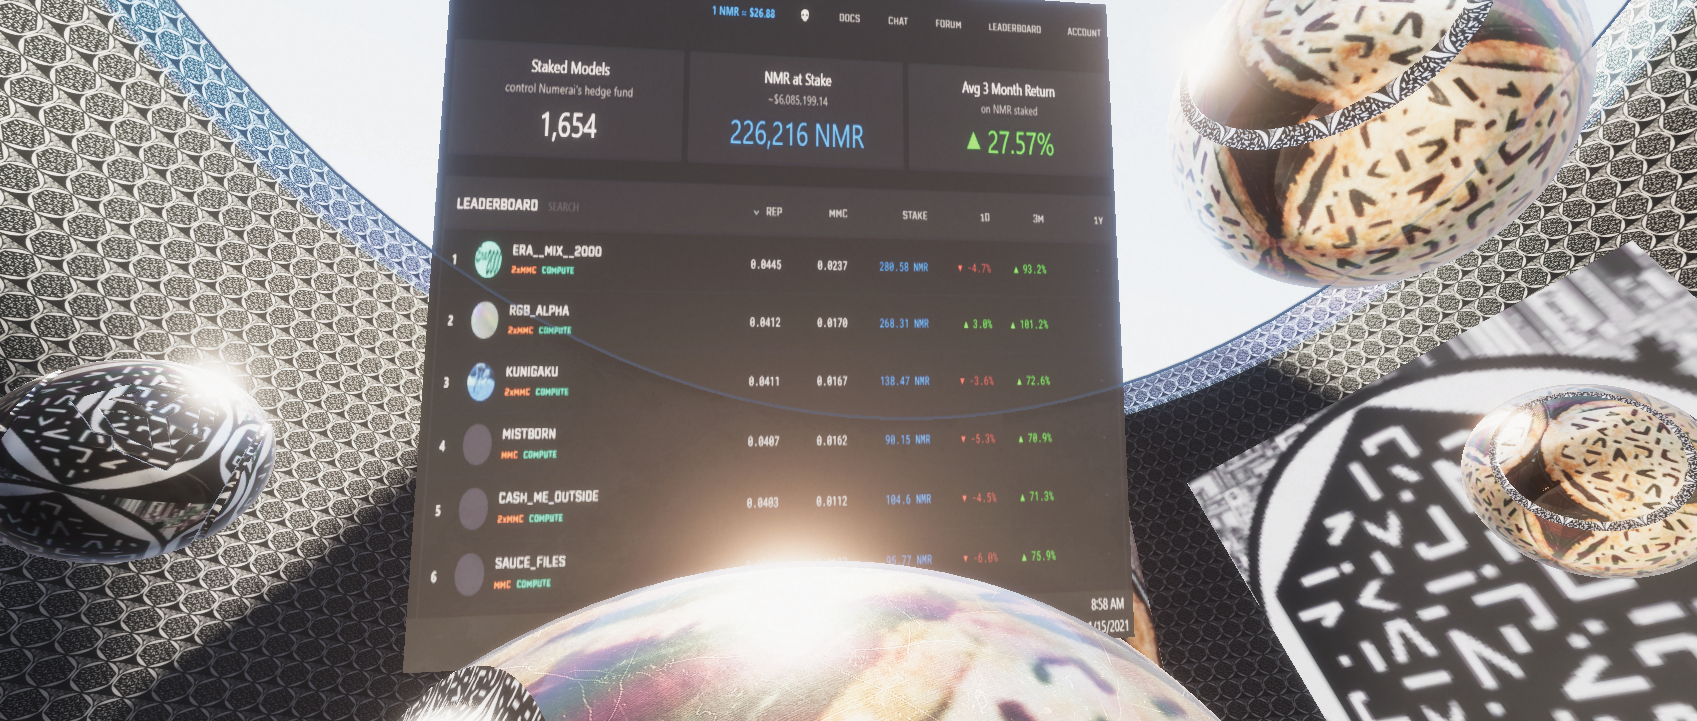 1 NMR = $26.88 DOCS CHAT FORUM LEADERBOARD ACCOUNT
Staked Models
control Numerai's hedge fund
1,654
NMR at Stake
~$6,085,199.14
226,216 NMR
Avg 3 Month Return
on NMR staked
▲ 27.57%
LEADERBOARD SEARCH REP MMC STAKE 1D 3M 1Y
1 ERA__MIX__2000 0.0445 0.0237 280.58 NMR ▼ -4.7% ▲ 93.2%
2xMMC COMPUTE
2 RGB_ALPHA 0.0412 0.0170 268.31 NMR ▲ 3.0% ▲ 101.2%
2xMMC COMPUTE
3 KUNIGAKU 0.0411 0.0167 138.47 NMR ▼ -3.6% ▲ 72.6%
2xMMC COMPUTE
4 MISTBORN 0.0407 0.0162 90.15 NMR ▼ -5.3% ▲ 70.9%
MMC COMPUTE
5 CASH_ME_OUTSIDE 0.0403 0.0112 104.6 NMR ▼ -4.5% ▲ 71.3%
2xMMC COMPUTE
6 SAUCE_FILES 95.77 NMR ▼ -6.0% ▲ 75.9%
MMC COMPUTE
8:58 AM
/15/2021